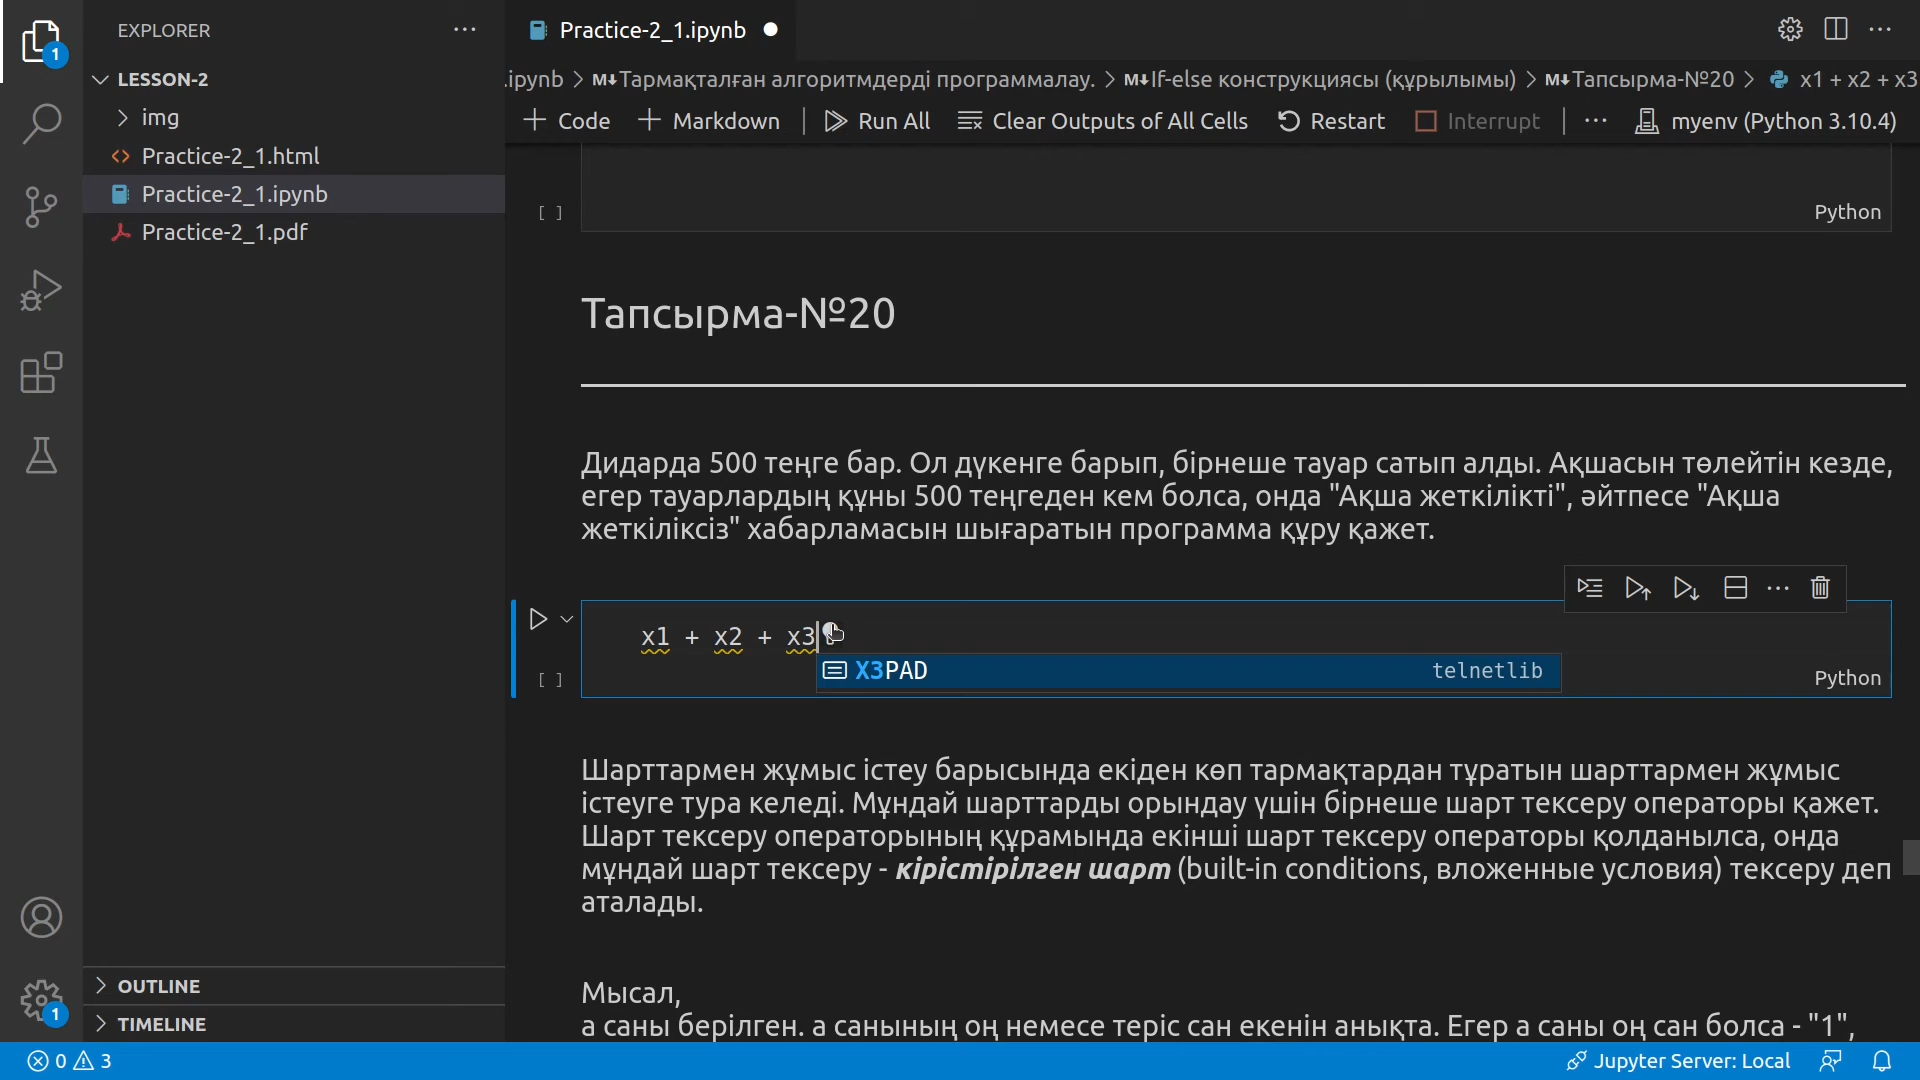 EXPLORER
Practice-2_1.ipynb
LESSON-2
.ipynb > M↓Тармақталған алгоритмдерді программалау. > M↓If-else конструкциясы (құрылымы) > M↓Тапсырма-№20 > x1 + x2 + x3
+ Code + Markdown Run All Clear Outputs of All Cells Restart Interrupt ··· myenv (Python 3.10.4)
img
Practice-2_1.html
Practice-2_1.ipynb
Practice-2_1.pdf
[ ]
Python
Тапсырма-№20
Дидарда 500 теңге бар. Ол дүкенге барып, бірнеше тауар сатып алды. Ақшасын төлейтін кезде,
егер тауарлардың құны 500 теңгеден кем болса, онда "Ақша жеткілікті", әйтпесе "Ақша
жеткіліксіз" хабарламасын шығаратын программа құру қажет.
x1 + x2 + x3
X3PAD telnetlib
[ ]
Python
Шарттармен жұмыс істеу барысында екіден көп тармақтардан тұратын шарттармен жұмыс
істеуге тура келеді. Мұндай шарттарды орындау үшін бірнеше шарт тексеру операторы қажет.
Шарт тексеру операторының құрамында екінші шарт тексеру операторы қолданылса, онда
мұндай шарт тексеру - кірістірілген шарт (built-in conditions, вложенные условия) тексеру деп
аталады.
Мысал,
а саны берілген. а санының оң немесе теріс сан екенін анықта. Егер а саны оң сан болса - "1",
OUTLINE
TIMELINE
1
1
0 3
Jupyter Server: Local